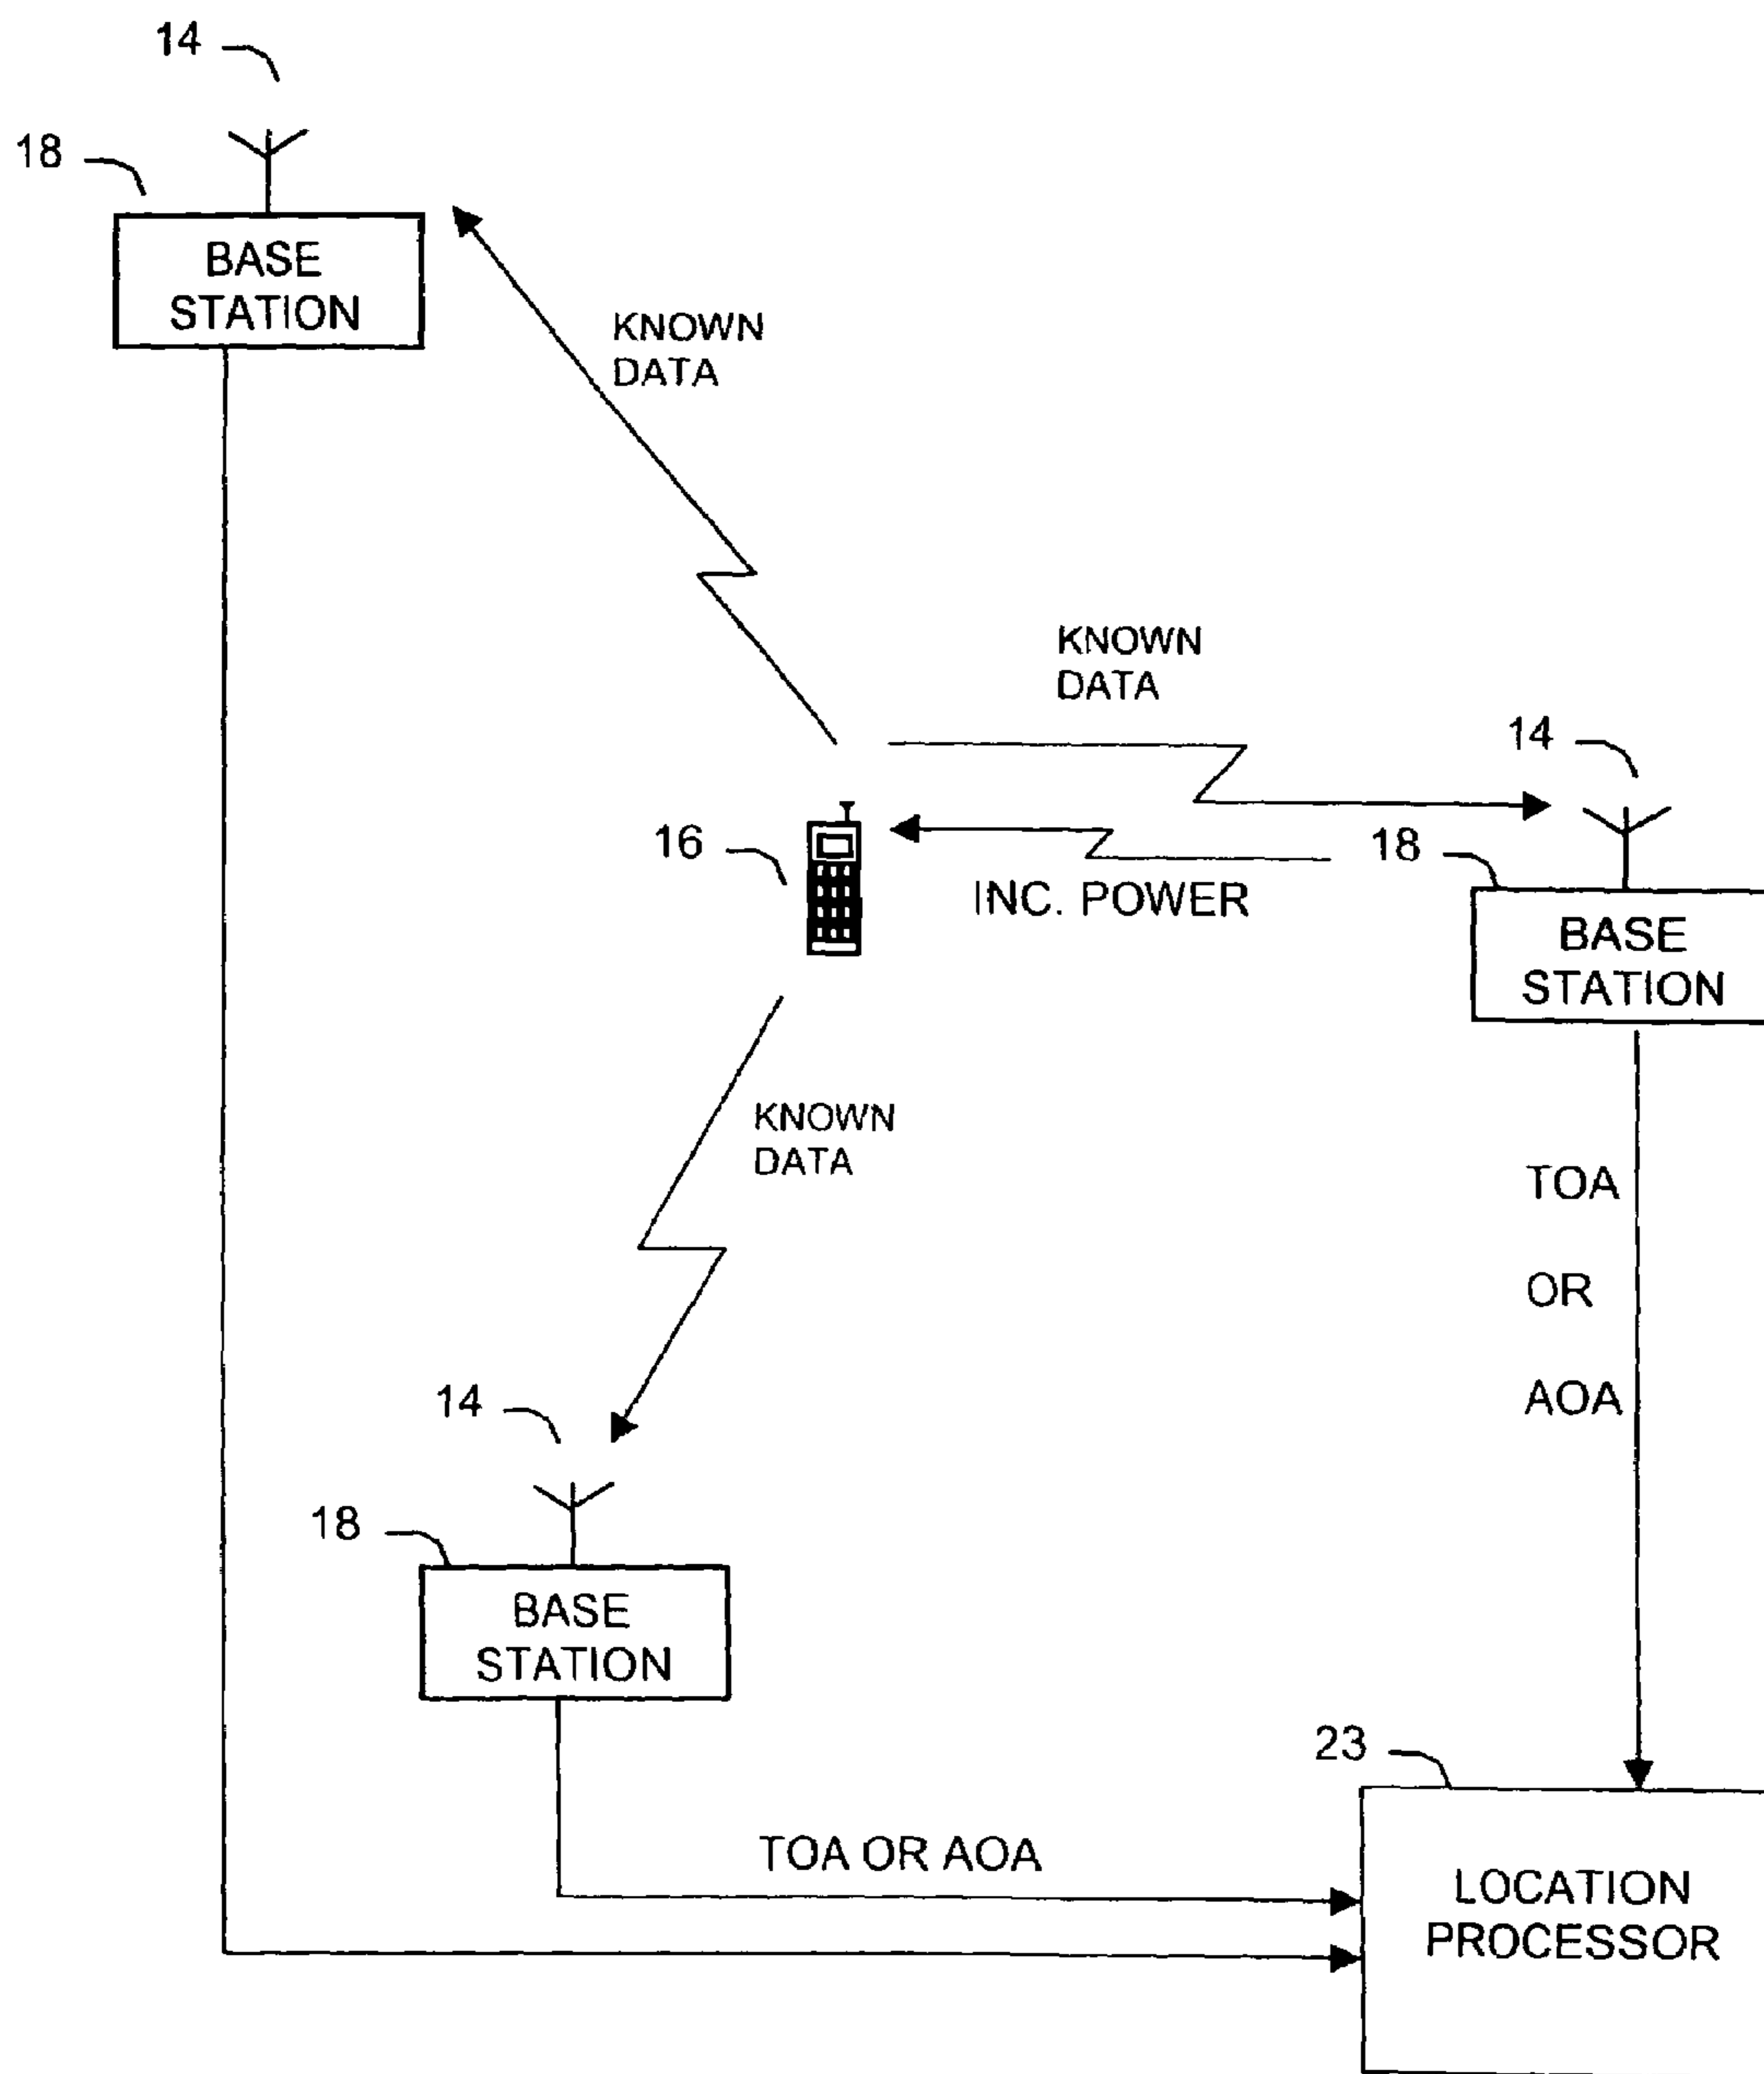 14
18
BASE
STATION
KNOWN
DATA
KNOWN
DATA
14
16
18
INC. POWER
BASE
STATION
KNOWN
DATA
TOA
OR
AOA
14
18
BASE
STATION
23
TOA OR AOA
LOCATION
PROCESSOR